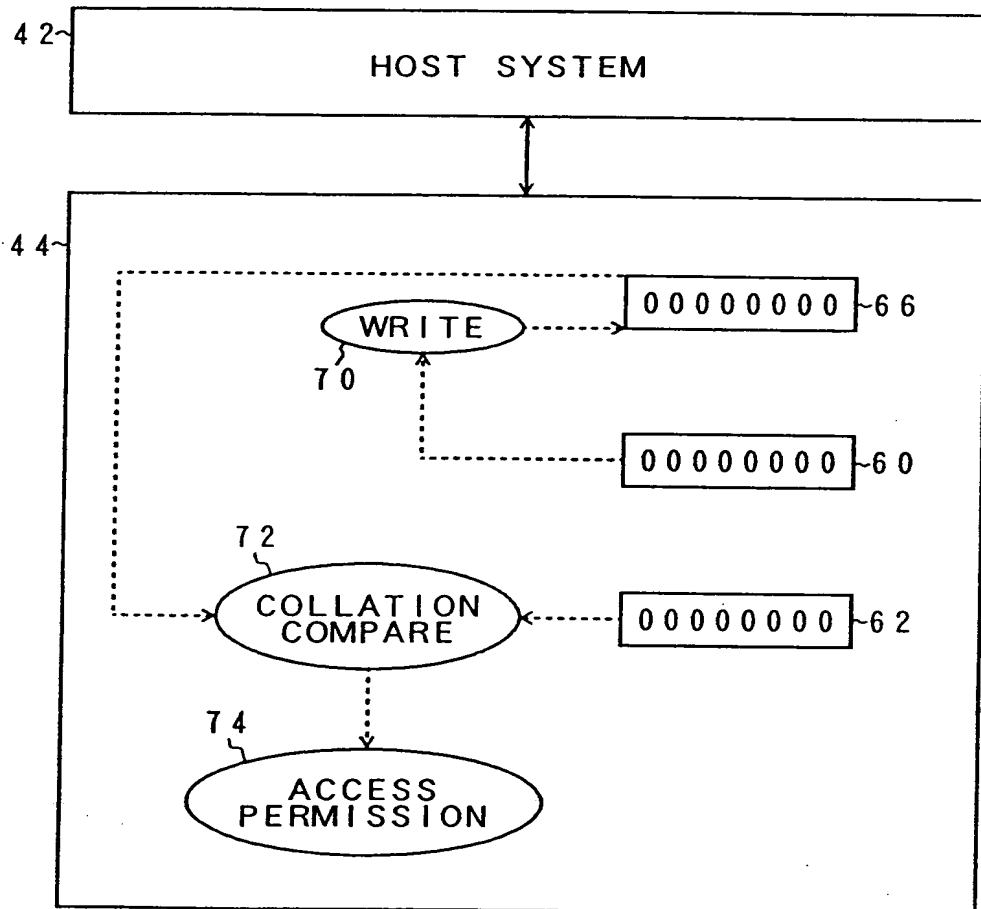 42
HOST SYSTEM
44
00000000
66
WRITE
70
00000000
60
72
COLLATION
COMPARE
00000000
62
74
ACCESS
PERMISSION